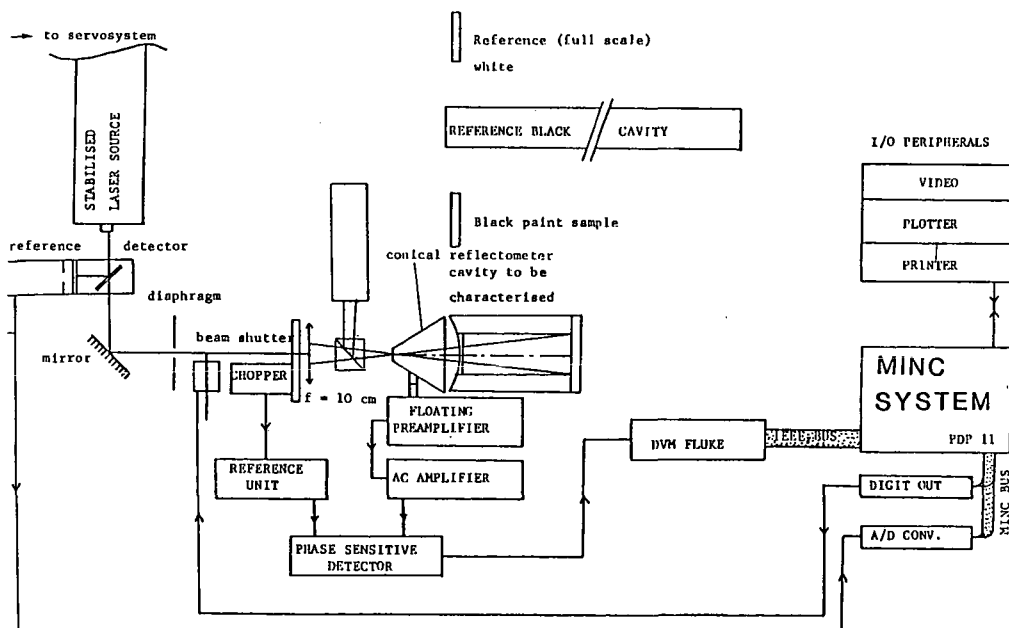 → to servosystem
Reference (full scale)
white
STABILISED
LASER SOURCE
REFERENCE BLACK CAVITY
I/O PERIPHERALS
VIDEO
PLOTTER
PRINTER
Black paint sample
reference
detector
conical reflectometer
cavity to be
characterised
diaphragm
beam shutter
mirror
CHOPPER
f = 10 cm
MINC
SYSTEM
PDP 11
FLOATING
PREAMPLIFIER
DVM FLUKE
IEEE-BUS
REFERENCE
UNIT
AC AMPLIFIER
DIGIT OUT
MINC BUS
A/D CONV.
PHASE SENSITIVE
DETECTOR